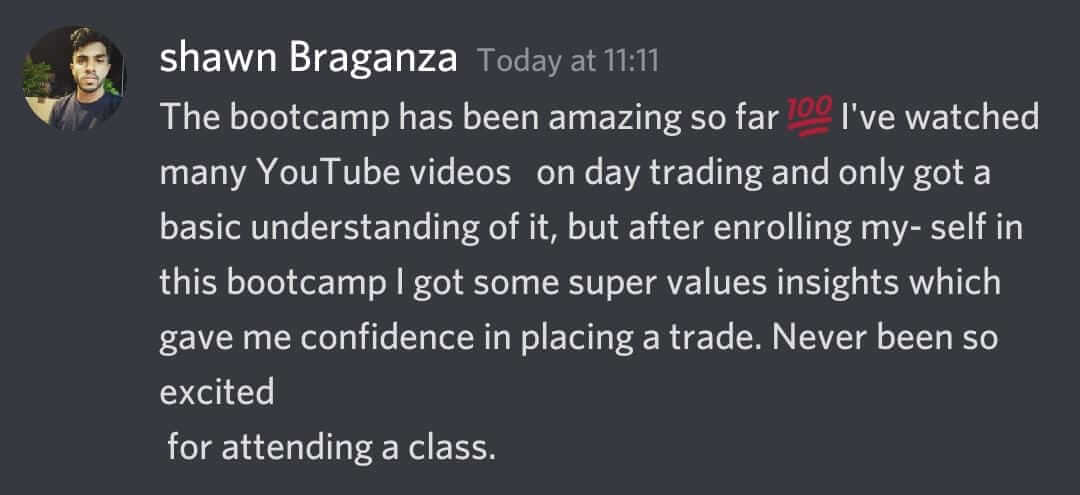 shawn Braganza Today at 11:11
The bootcamp has been amazing so far 💯 I've watched
many YouTube videos   on day trading and only got a
basic understanding of it, but after enrolling my- self in
this bootcamp I got some super values insights which
gave me confidence in placing a trade. Never been so
excited
for attending a class.